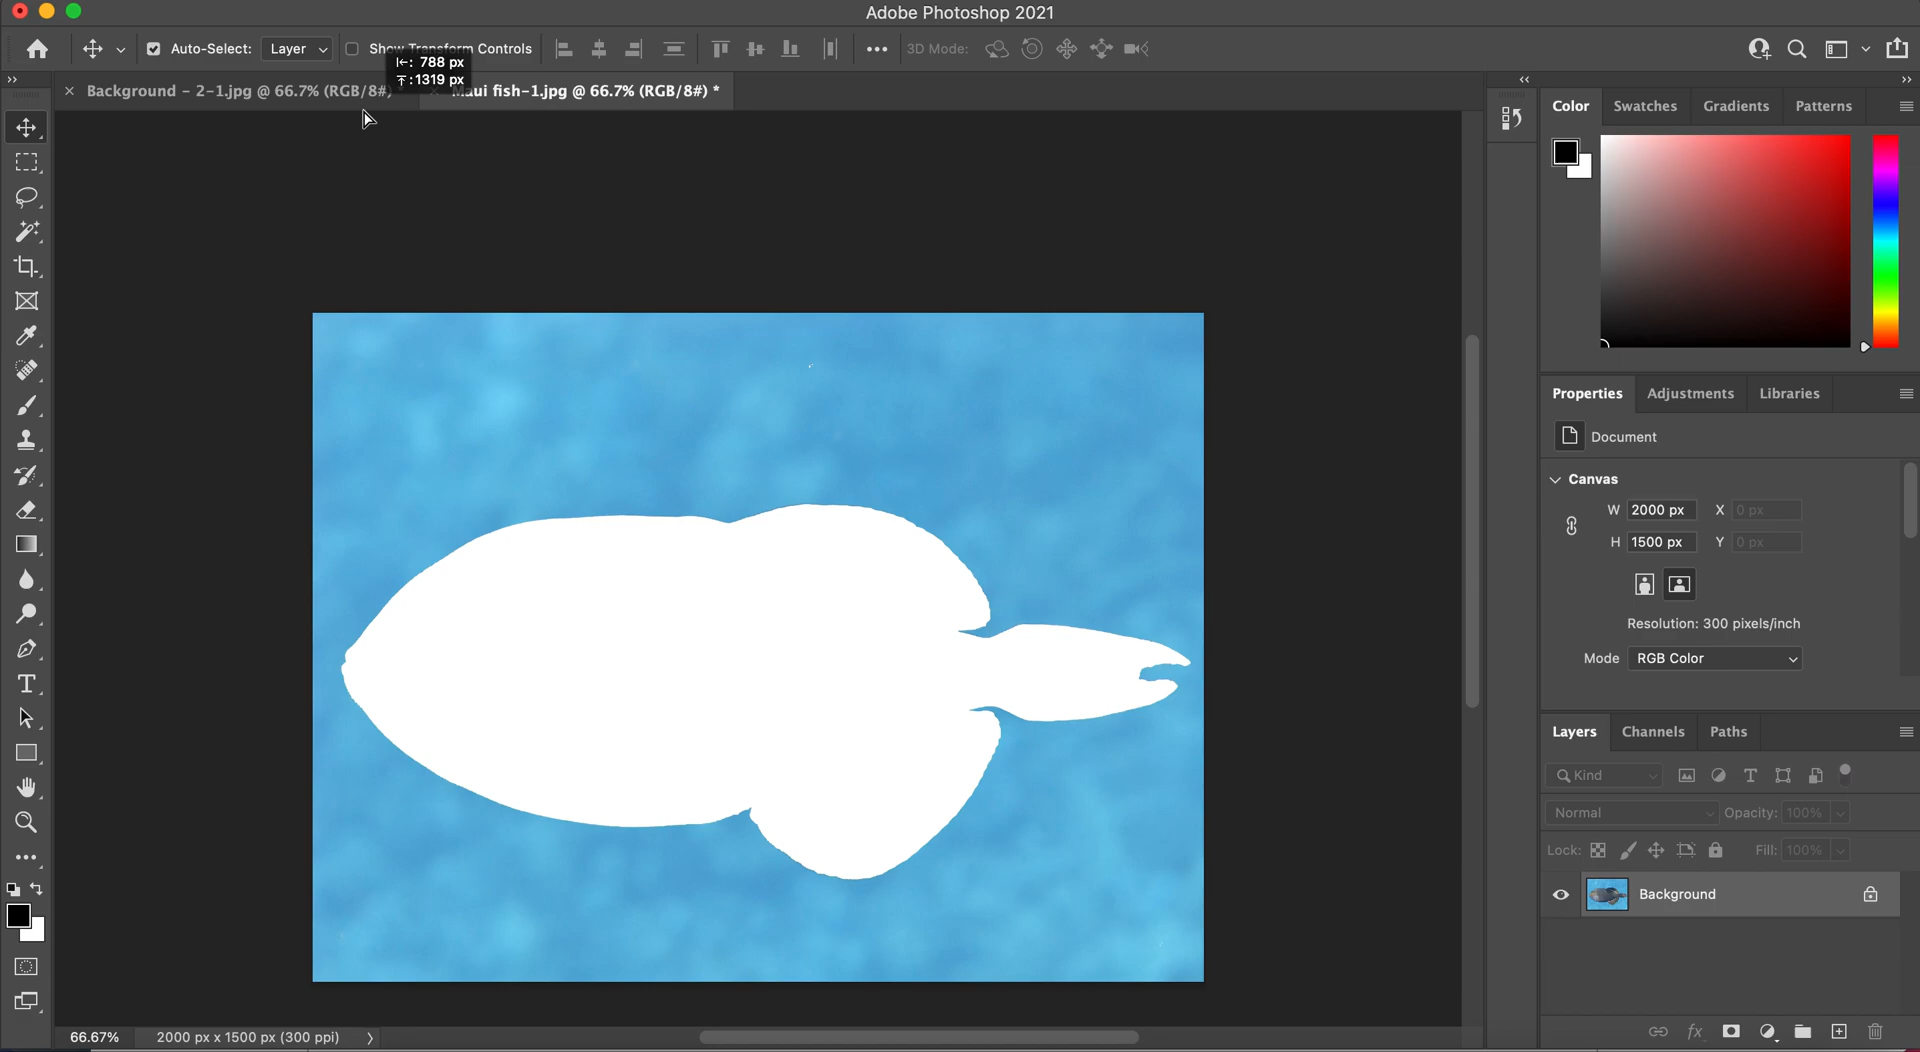 Adobe Photoshop 2021
Auto-Select: Layer Show Transform Controls 3D Mode:
788 px
1319 px
Background - 2-1.jpg @ 66.7% (RGB/8#) Maui fish-1.jpg @ 66.7% (RGB/8#) *
Color Swatches Gradients Patterns
Properties Adjustments Libraries
Document
Canvas
W 2000 px X 0 px
H 1500 px Y 0 px
Resolution: 300 pixels/inch
Mode RGB Color
Layers Channels Paths
Kind
Normal Opacity: 100%
Lock: Fill: 100%
Background
fx
66.67% 2000 px x 1500 px (300 ppi)